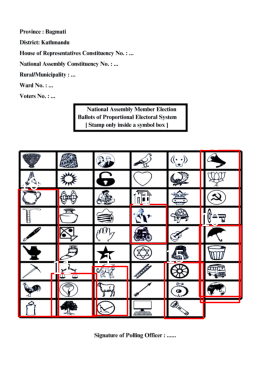 Province : Bagmati
District: Kathmandu
House of Representatives Constituency No. : ...
National Assembly Constituency No. : ...
Rural/Municipality : ...
Ward No. : ...
Voters No. : ...
National Assembly Member Election
Ballots of Proportional Electoral System
[ Stamp only inside a symbol box ]
Signature of Polling Officer : ......